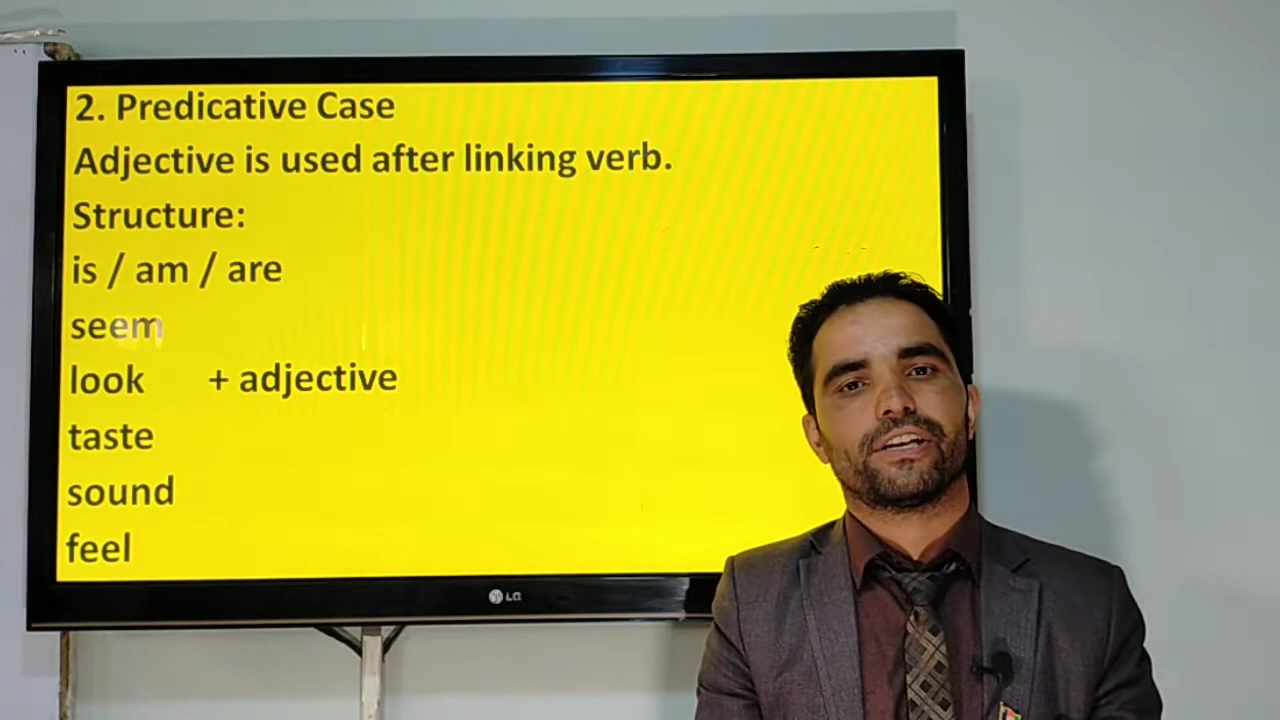 2. Predicative Case
Adjective is used after linking verb.
Structure:
is / am / are
seem
look + adjective
taste
sound
feel
LG